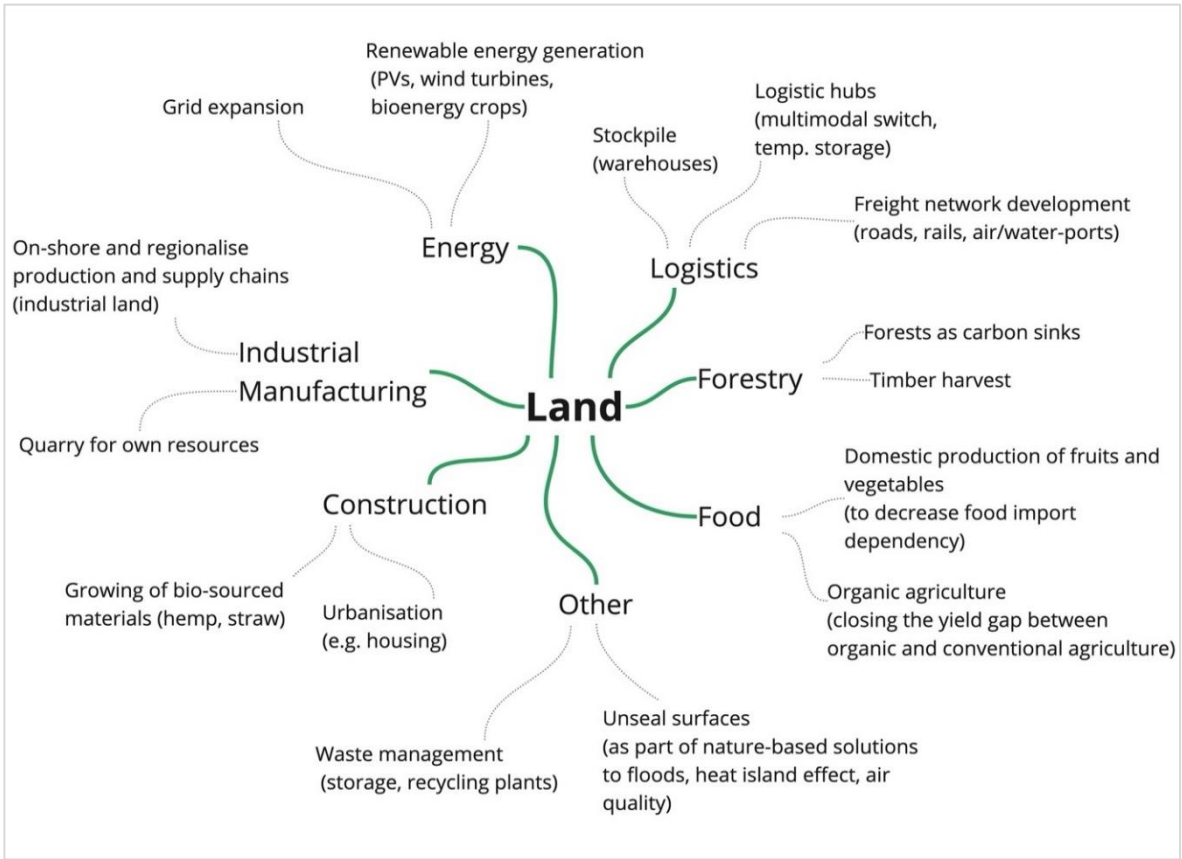 Renewable energy generation
(PVs, wind turbines,
bioenergy crops)
Grid expansion
Energy
Stockpile
(warehouses)
Logistic hubs
(multimodal switch,
temp. storage)
Freight network development
(roads, rails, air/water-ports)
Logistics
On-shore and regionalise
production and supply chains
(industrial land)
Industrial
Manufacturing
Quarry for own resources
Land
Forestry
Forests as carbon sinks
Timber harvest
Food
Domestic production of fruits and
vegetables
(to decrease food import
dependency)
Organic agriculture
(closing the yield gap between
organic and conventional agriculture)
Construction
Growing of bio-sourced
materials (hemp, straw)
Urbanisation
(e.g. housing)
Other
Waste management
(storage, recycling plants)
Unseal surfaces
(as part of nature-based solutions
to floods, heat island effect, air
quality)